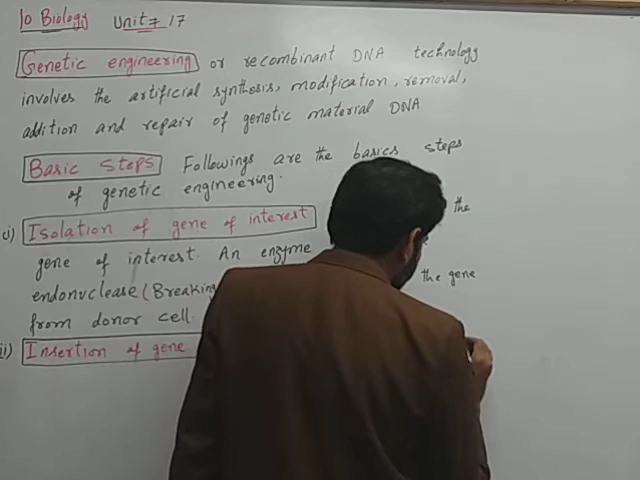 10 Biology Unit = 17
Genetic engineering or recombinant DNA technology
involves the artificial synthesis, modification, removal,
addition and repair of genetic material DNA
Basic Steps Followings are the basics steps
of genetic engineering.
(i) Isolation of gene of interest the
gene of interest. An enzyme
endonuclease (Breaking the gene
from donor cell.
ii) Insertion of gene